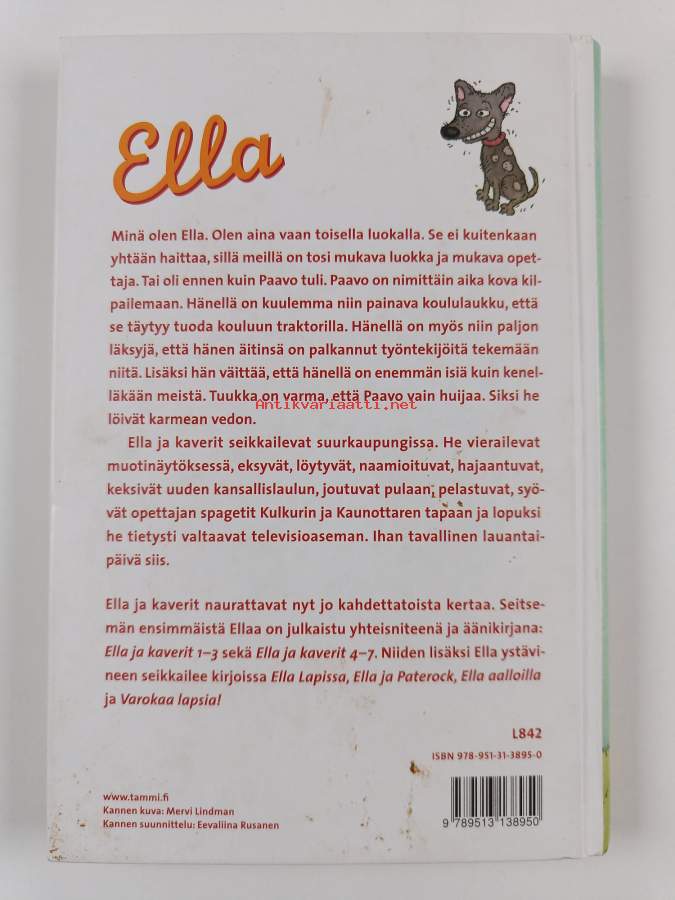 Ella
Minä olen Ella. Olen aina vaan toisella luokalla. Se ei kuitenkaan
yhtään haittaa, sillä meillä on tosi mukava luokka ja mukava opet-
taja. Tai oli ennen kuin Paavo tuli. Paavo on nimittäin aika kova kil-
pailemaan. Hänellä on kuulemma niin painava koululaukku, että
se täytyy tuoda kouluun traktorilla. Hänellä on myös niin paljon
läksyjä, että hänen äitinsä on palkannut työntekijöitä tekemään
niitä. Lisäksi hän väittää, että hänellä on enemmän isiä kuin kenel-
läkään meistä. Tuukka on varma, että Paavo vain huijaa. Siksi he
Antikvariaatti.net
löivät karmean vedon.
Ella ja kaverit seikkailevat suurkaupungissa. He vierailevat
muotinäytöksessä, eksyvät, löytyvät, naamioituvat, hajaantuvat,
keksivät uuden kansallislaulun, joutuvat pulaan, pelastuvat, syö-
vät opettajan spagetit Kulkurin ja Kaunottaren tapaan ja lopuksi
he tietysti valtaavat televisioaseman. Ihan tavallinen lauantai-
päivä siis.
Ella ja kaverit naurattavat nyt jo kahdettatoista kertaa. Seitse-
män ensimmäistä Ellaa on julkaistu yhteisniteenä ja äänikirjana:
Ella ja kaverit 1–3 sekä Ella ja kaverit 4–7. Niiden lisäksi Ella ystävi-
neen seikkailee kirjoissa Ella Lapissa, Ella ja Paterock, Ella aalloilla
ja Varokaa lapsia!
L842
ISBN 978-951-31-3895-0
www.tammi.fi
Kannen kuva: Mervi Lindman
Kannen suunnittelu: Eevaliina Rusanen
9 789513 138950